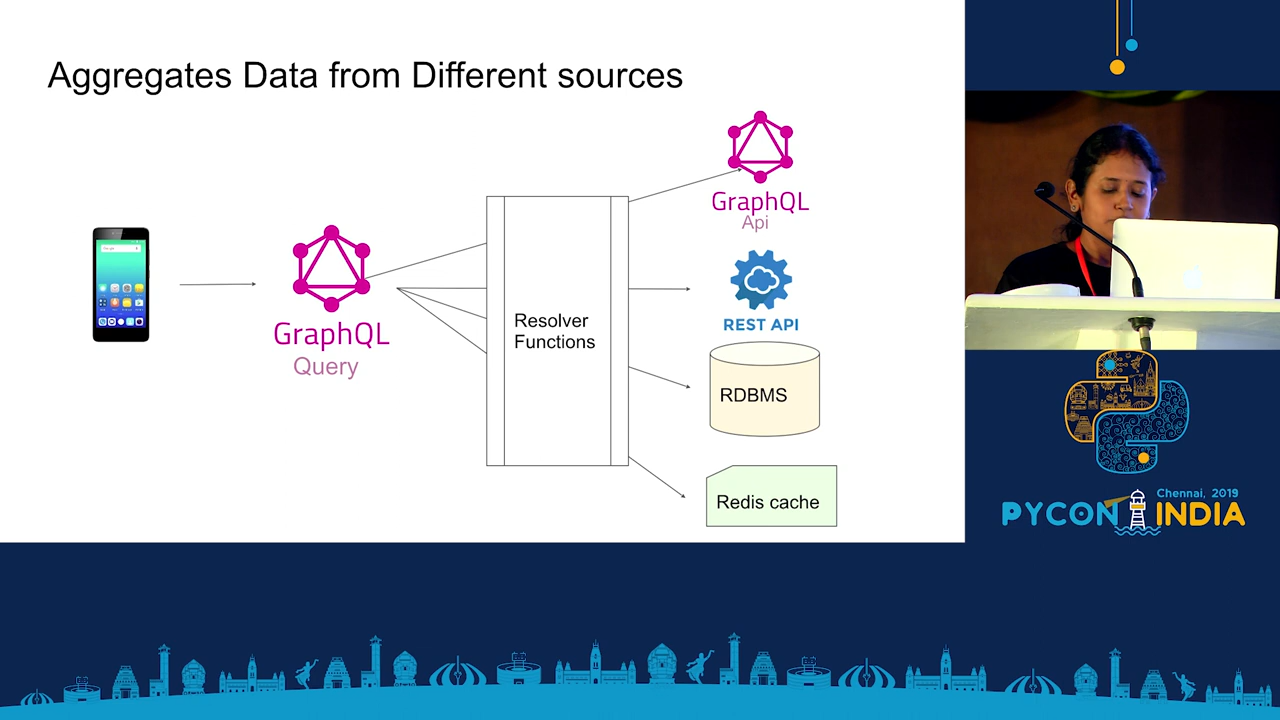 Aggregates Data from Different sources
GraphQL
Query
Resolver
Functions
GraphQL
Api
REST API
RDBMS
Redis cache
Chennai, 2019
PYCON INDIA